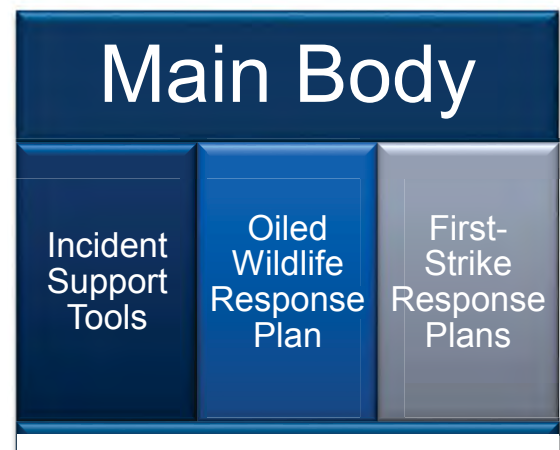 Main Body
Incident
Support
Tools
Oiled
Wildlife
Response
Plan
First-
Strike
Response
Plans